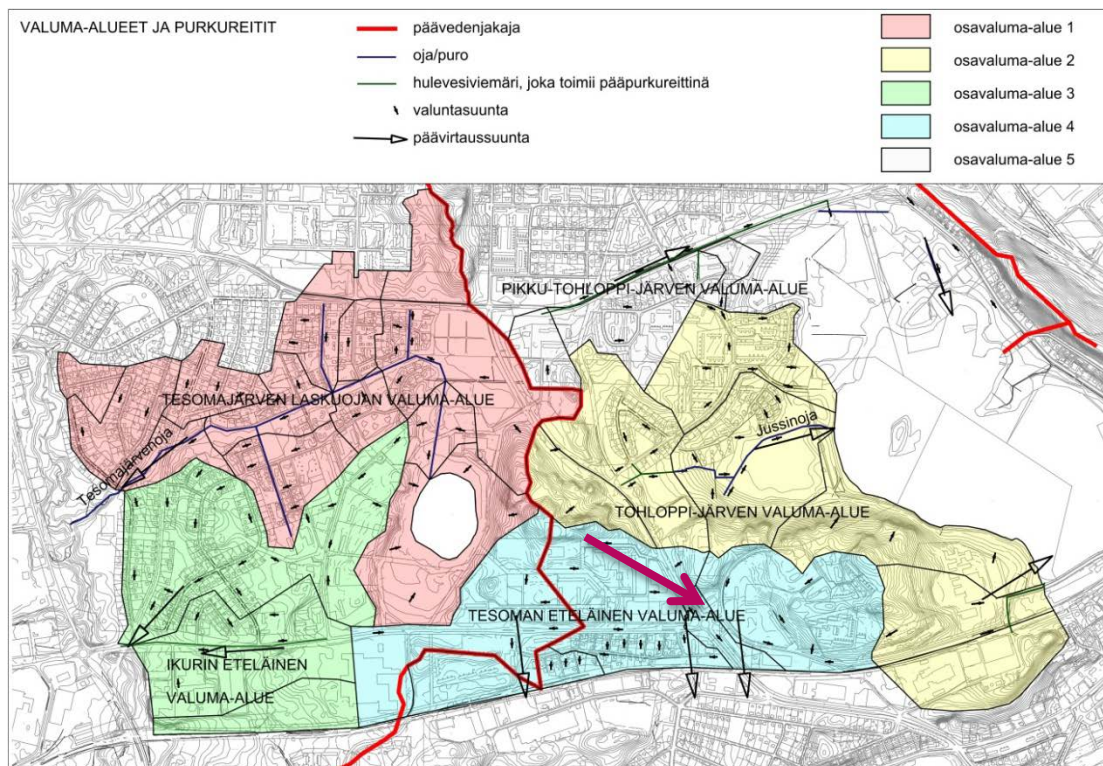 VALUMA-ALUEET JA PURKUREITIT
päävedenjakaja
oja/puro
hulevesiviemäri, joka toimii pääpurkureittinä
valuntasuunta
päävirtaussuunta
osavaluma-alue 1
osavaluma-alue 2
osavaluma-alue 3
osavaluma-alue 4
osavaluma-alue 5
PIKKU-TOHLOPPI-JÄRVEN VALUMA-ALUE
TESOMAJÄRVEN LASKUOJAN VALUMA-ALUE
Jussinoja
Tesomajärvenoja
TOHLOPPI-JÄRVEN VALUMA-ALUE
TESOMAN ETELÄINEN VALUMA-ALUE
IKURIN ETELÄINEN
VALUMA-ALUE